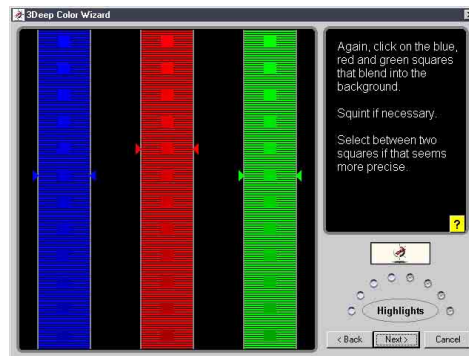 3Deep Color Wizard
Again, click on the blue,
red and green squares
that blend into the
background.
Squint if necessary.
Select between two
squares if that seems
more precise.
?
Highlights
< Back
Next >
Cancel